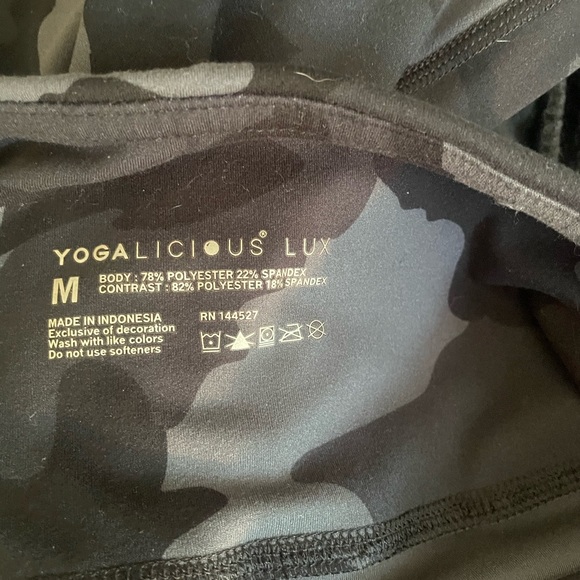 YOGALICIOUS® LUX
M
BODY : 78% POLYESTER 22% SPANDEX
CONTRAST : 82% POLYESTER 18% SPANDEX
MADE IN INDONESIA
Exclusive of decoration
Wash with like colors
Do not use softeners
RN 144527